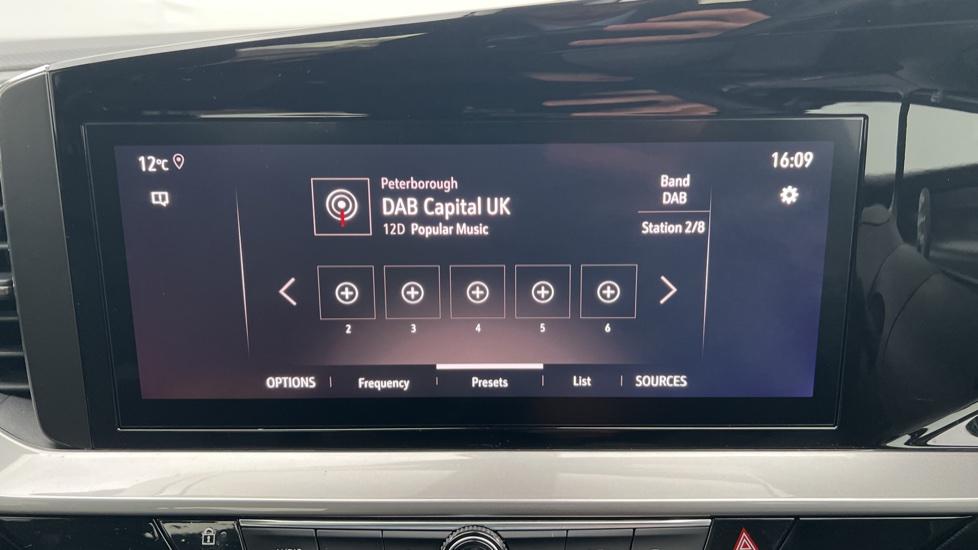 12°C
16:09
Peterborough
DAB Capital UK
12D Popular Music
Band
DAB
Station 2/8
2 3 4 5 6
OPTIONS Frequency Presets List SOURCES